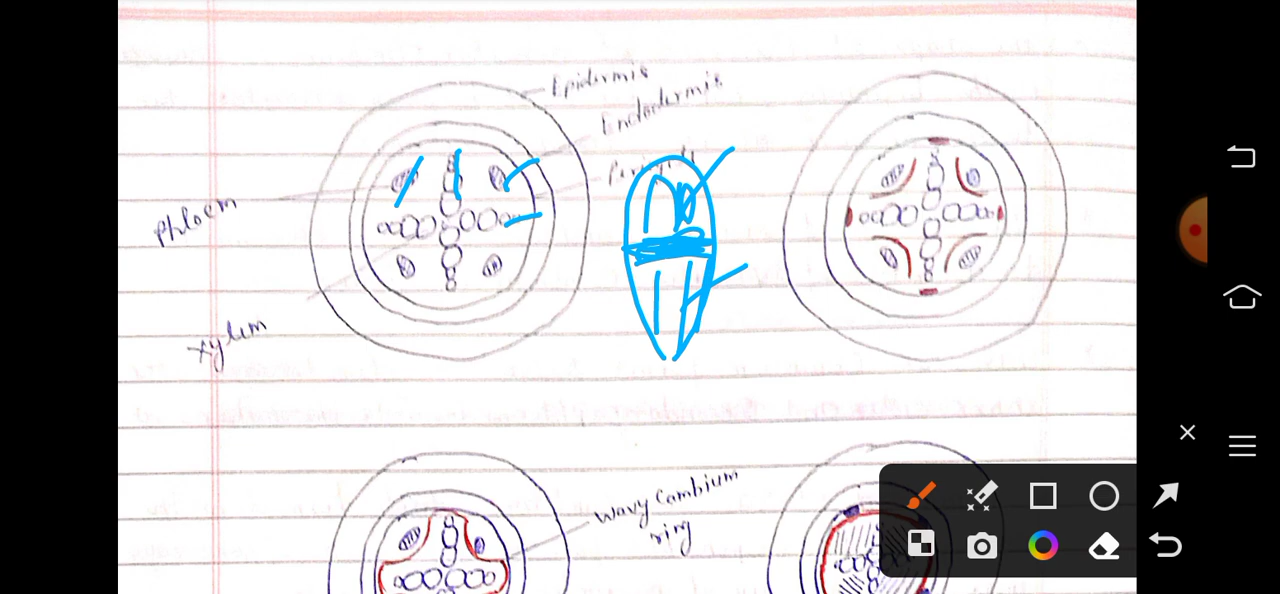 Epidermis
Endodermis
Phloem
xylem
Wavy Cambium
ring